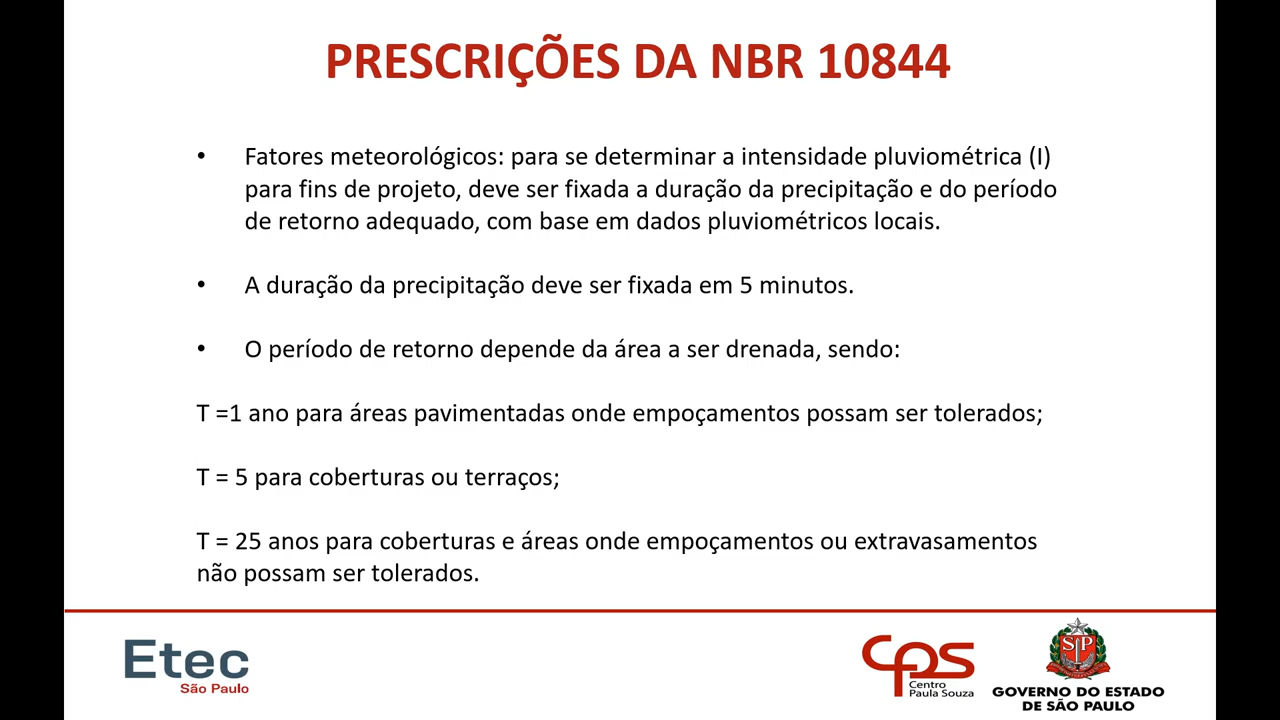 PRESCRIÇÕES DA NBR 10844
• Fatores meteorológicos: para se determinar a intensidade pluviométrica (I)
para fins de projeto, deve ser fixada a duração da precipitação e do período
de retorno adequado, com base em dados pluviométricos locais.
• A duração da precipitação deve ser fixada em 5 minutos.
• O período de retorno depende da área a ser drenada, sendo:
T =1 ano para áreas pavimentadas onde empoçamentos possam ser tolerados;
T = 5 para coberturas ou terraços;
T = 25 anos para coberturas e áreas onde empoçamentos ou extravasamentos
não possam ser tolerados.
Etec
São Paulo
cps
Centro
Paula Souza
SP
GOVERNO DO ESTADO
DE SÃO PAULO